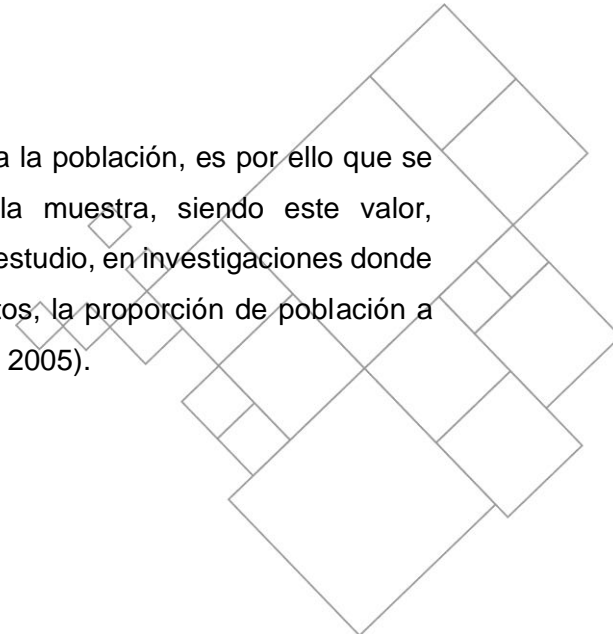 a la población, es por ello que se
la muestra, siendo este valor,
estudio, en investigaciones donde
tos, la proporción de población a
2005).